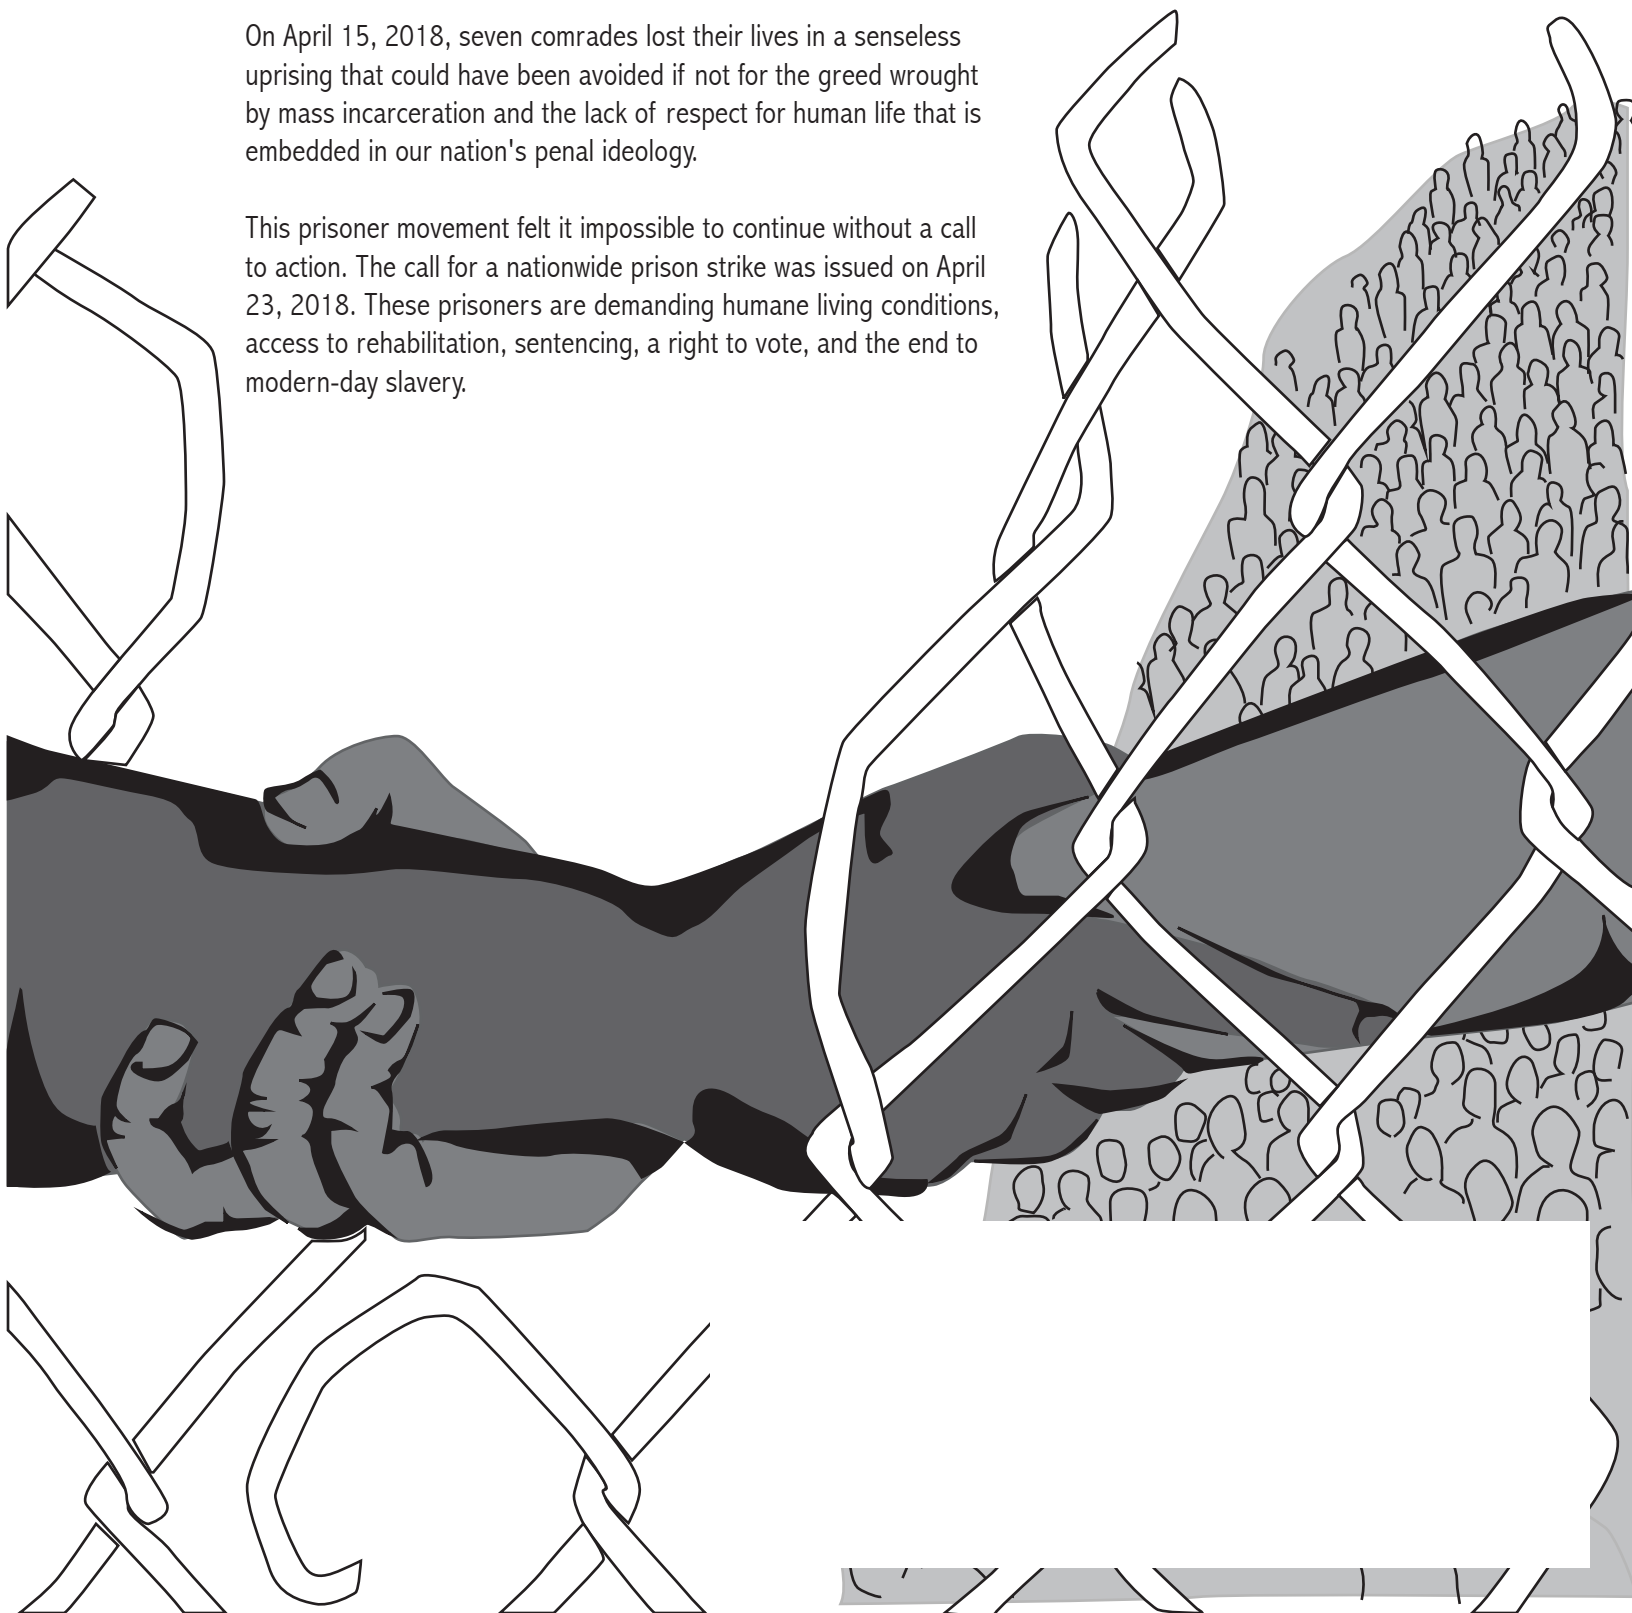 On April 15, 2018, seven comrades lost their lives in a senseless
uprising that could have been avoided if not for the greed wrought
by mass incarceration and the lack of respect for human life that is
embedded in our nation's penal ideology.
This prisoner movement felt it impossible to continue without a call
to action. The call for a nationwide prison strike was issued on April
23, 2018. These prisoners are demanding humane living conditions,
access to rehabilitation, sentencing, a right to vote, and the end to
modern-day slavery.